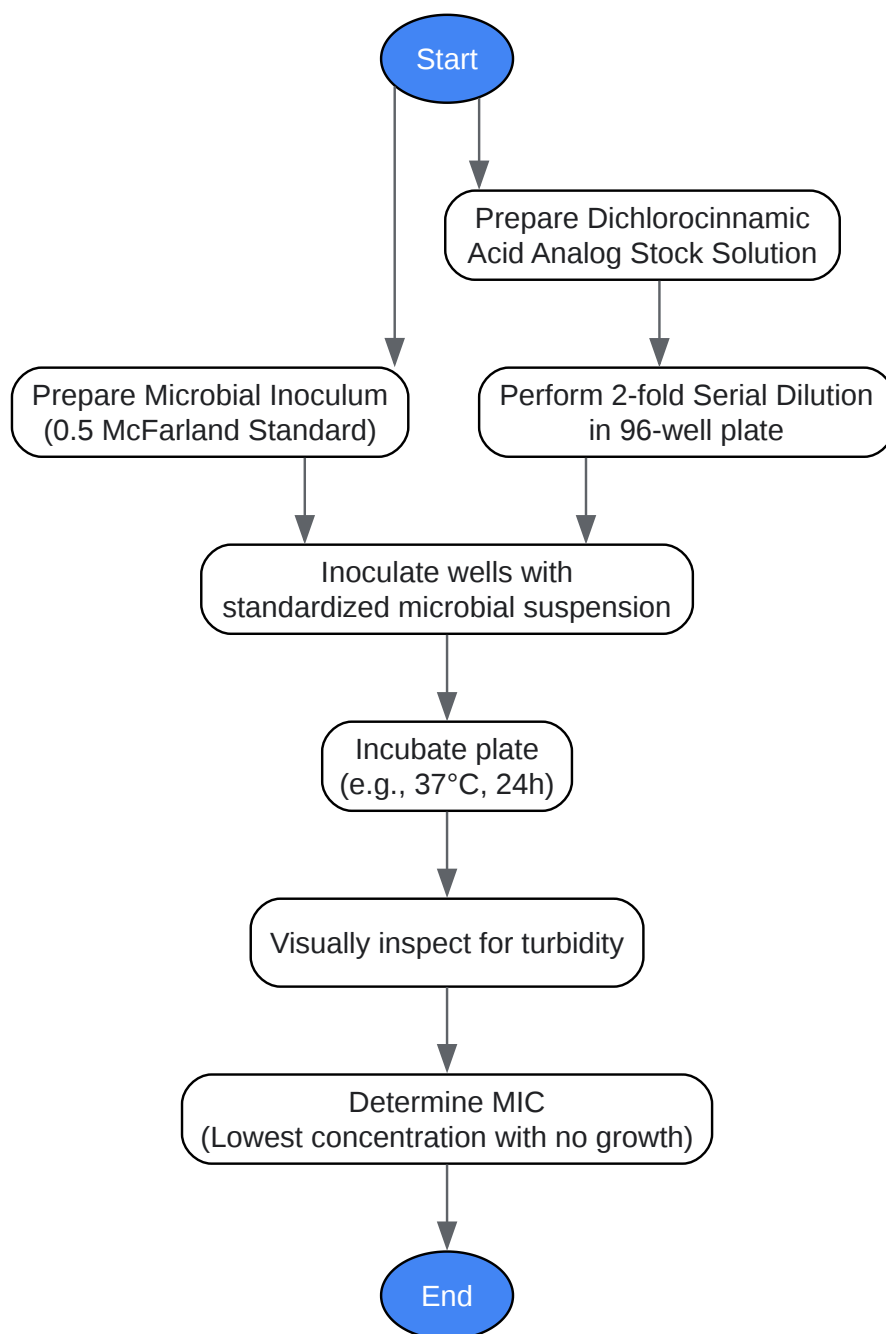 Start
Prepare Dichlorocinnamic
Acid Analog Stock Solution
Prepare Microbial Inoculum
(0.5 McFarland Standard)
Perform 2-fold Serial Dilution
in 96-well plate
Inoculate wells with
standardized microbial suspension
Incubate plate
(e.g., 37°C, 24h)
Visually inspect for turbidity
Determine MIC
(Lowest concentration with no growth)
End